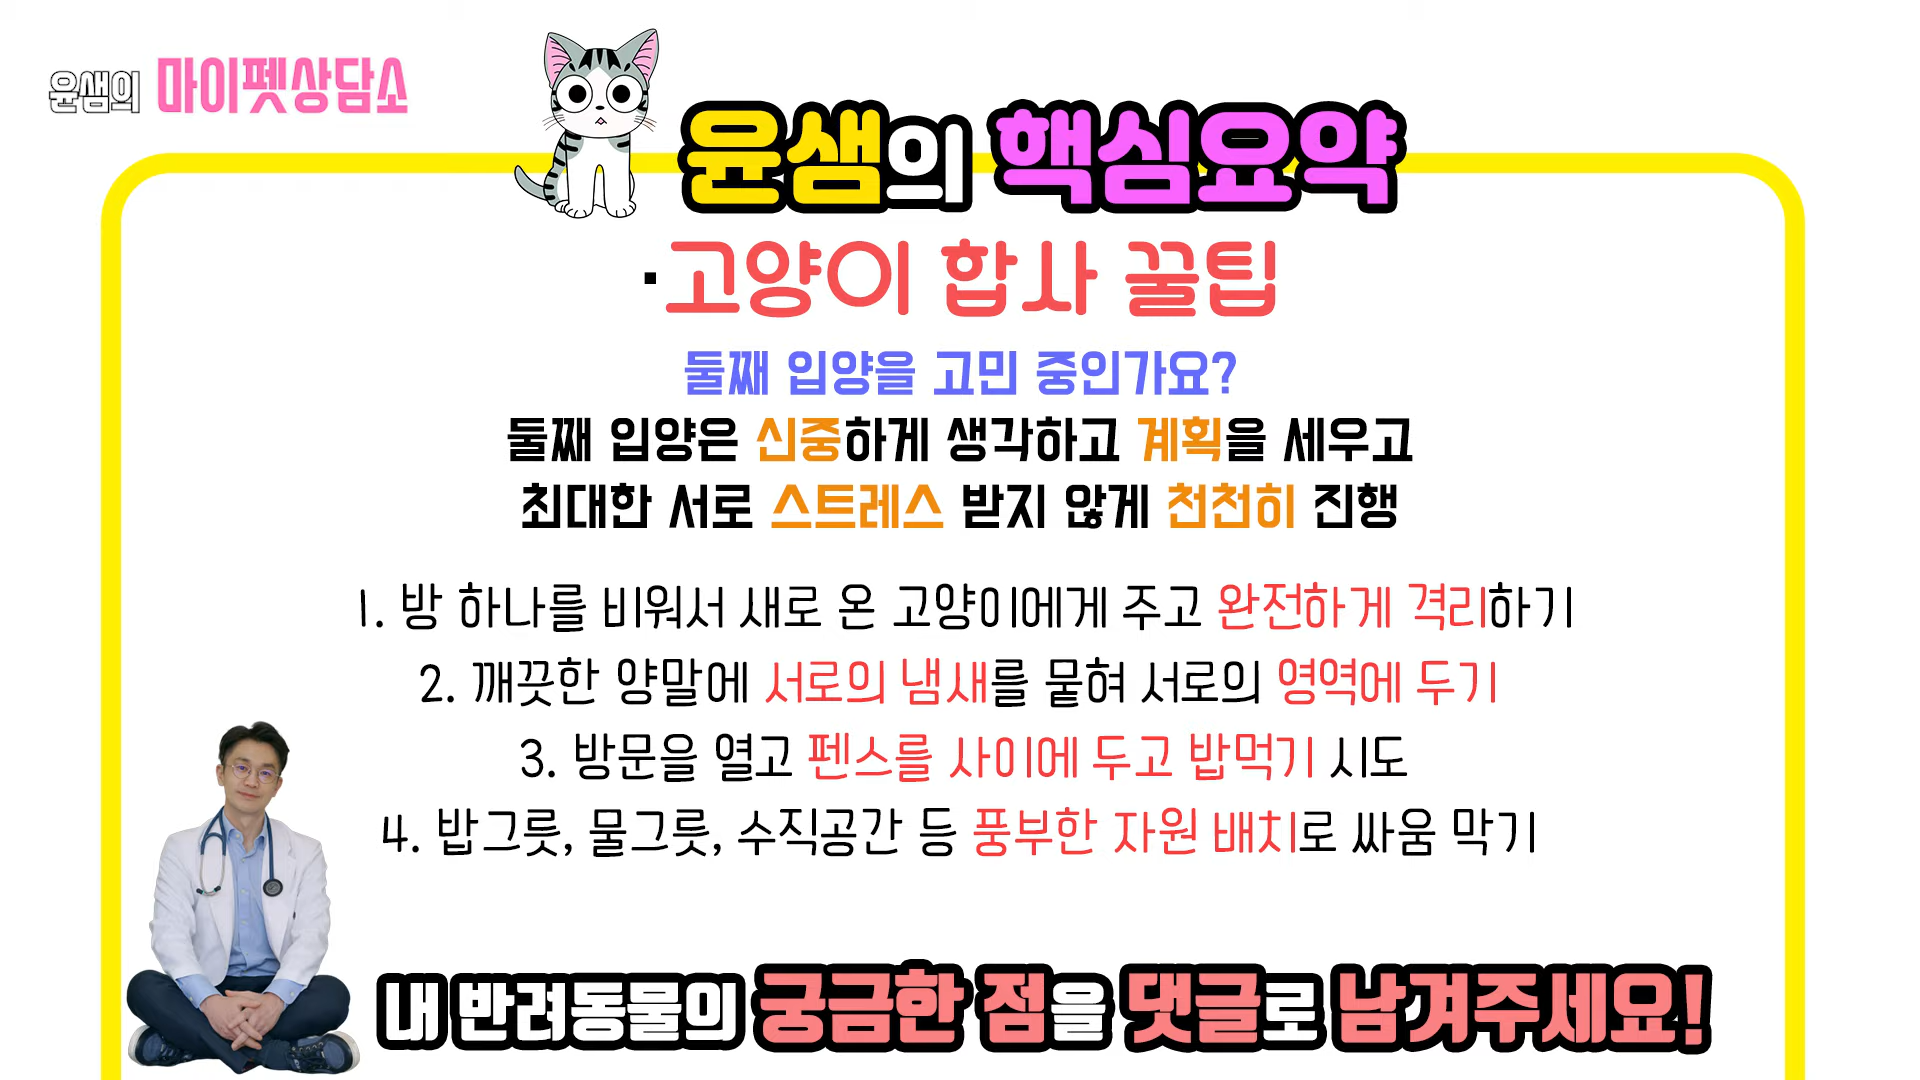 윤샘의 마이펫상담소
윤샘의 핵심요약
·고양이 합사 꿀팁
둘째 입양을 고민 중인가요?
둘째 입양은 신중하게 생각하고 계획을 세우고
최대한 서로 스트레스 받지 않게 천천히 진행
1. 방 하나를 비워서 새로 온 고양이에게 주고 완전하게 격리하기
2. 깨끗한 양말에 서로의 냄새를 뭍혀 서로의 영역에 두기
3. 방문을 열고 펜스를 사이에 두고 밥먹기 시도
4. 밥그릇, 물그릇, 수직공간 등 풍부한 자원 배치로 싸움 막기
내 반려동물의 궁금한 점을 댓글로 남겨주세요!